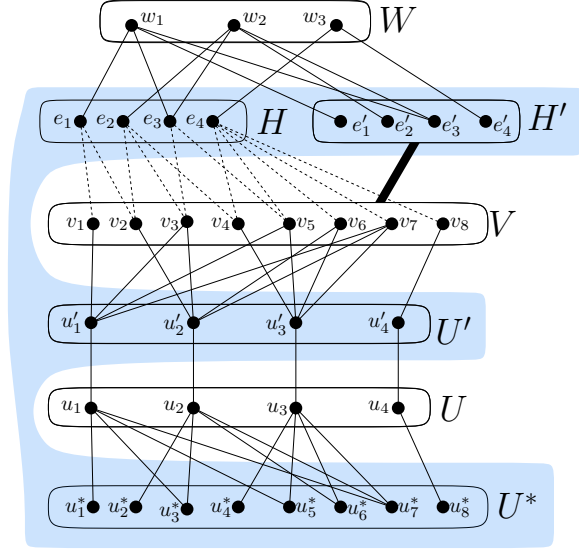 w₁ w₂ w₃ W
e₁ e₂ e₃ e₄ H e′₁ e′₂ e′₃ e′₄ H′
v₁ v₂ v₃ v₄ v₅ v₆ v₇ v₈ V
u′₁ u′₂ u′₃ u′₄ U′
u₁ u₂ u₃ u₄ U
u*₁ u*₂ u*₃ u*₄ u*₅ u*₆ u*₇ u*₈ U*